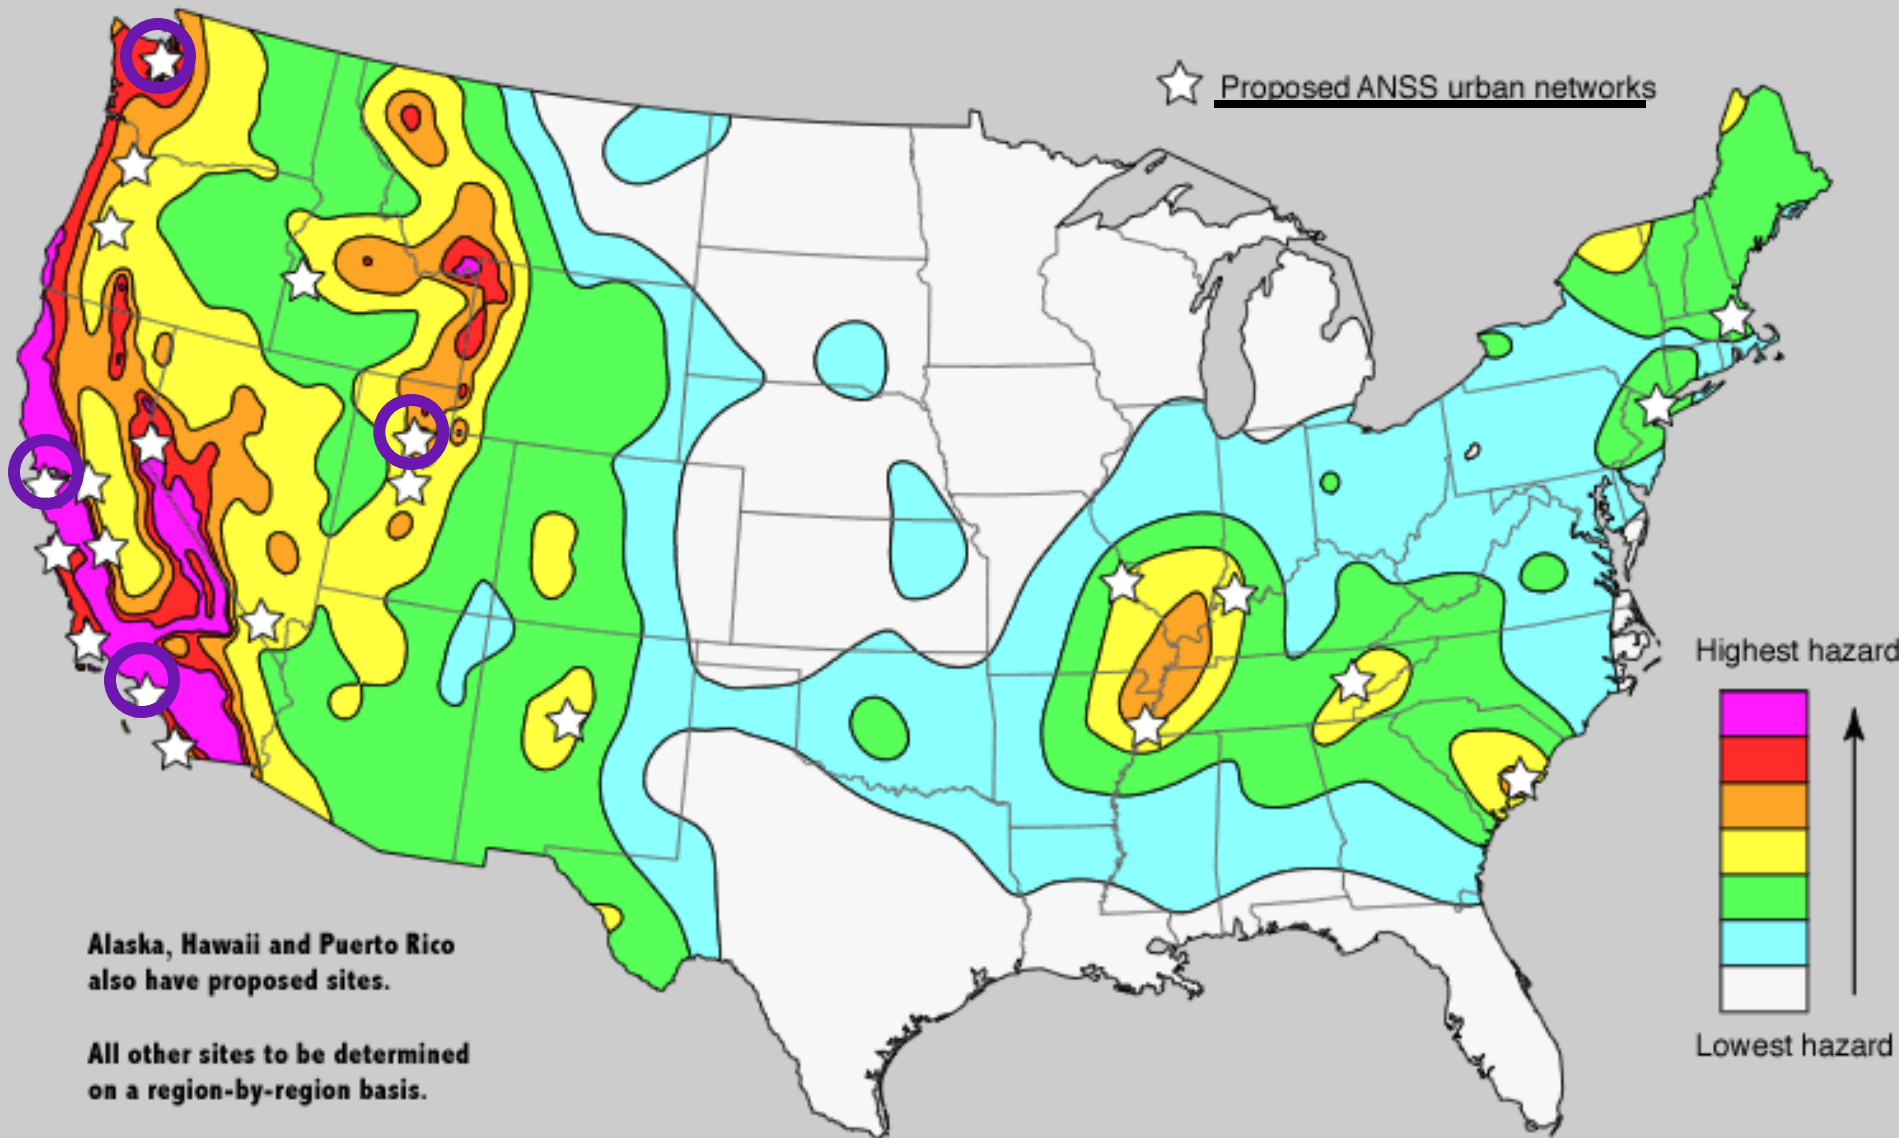 Proposed ANSS urban networks
Highest hazard
Lowest hazard
Alaska, Hawaii and Puerto Rico
also have proposed sites.
All other sites to be determined
on a region-by-region basis.